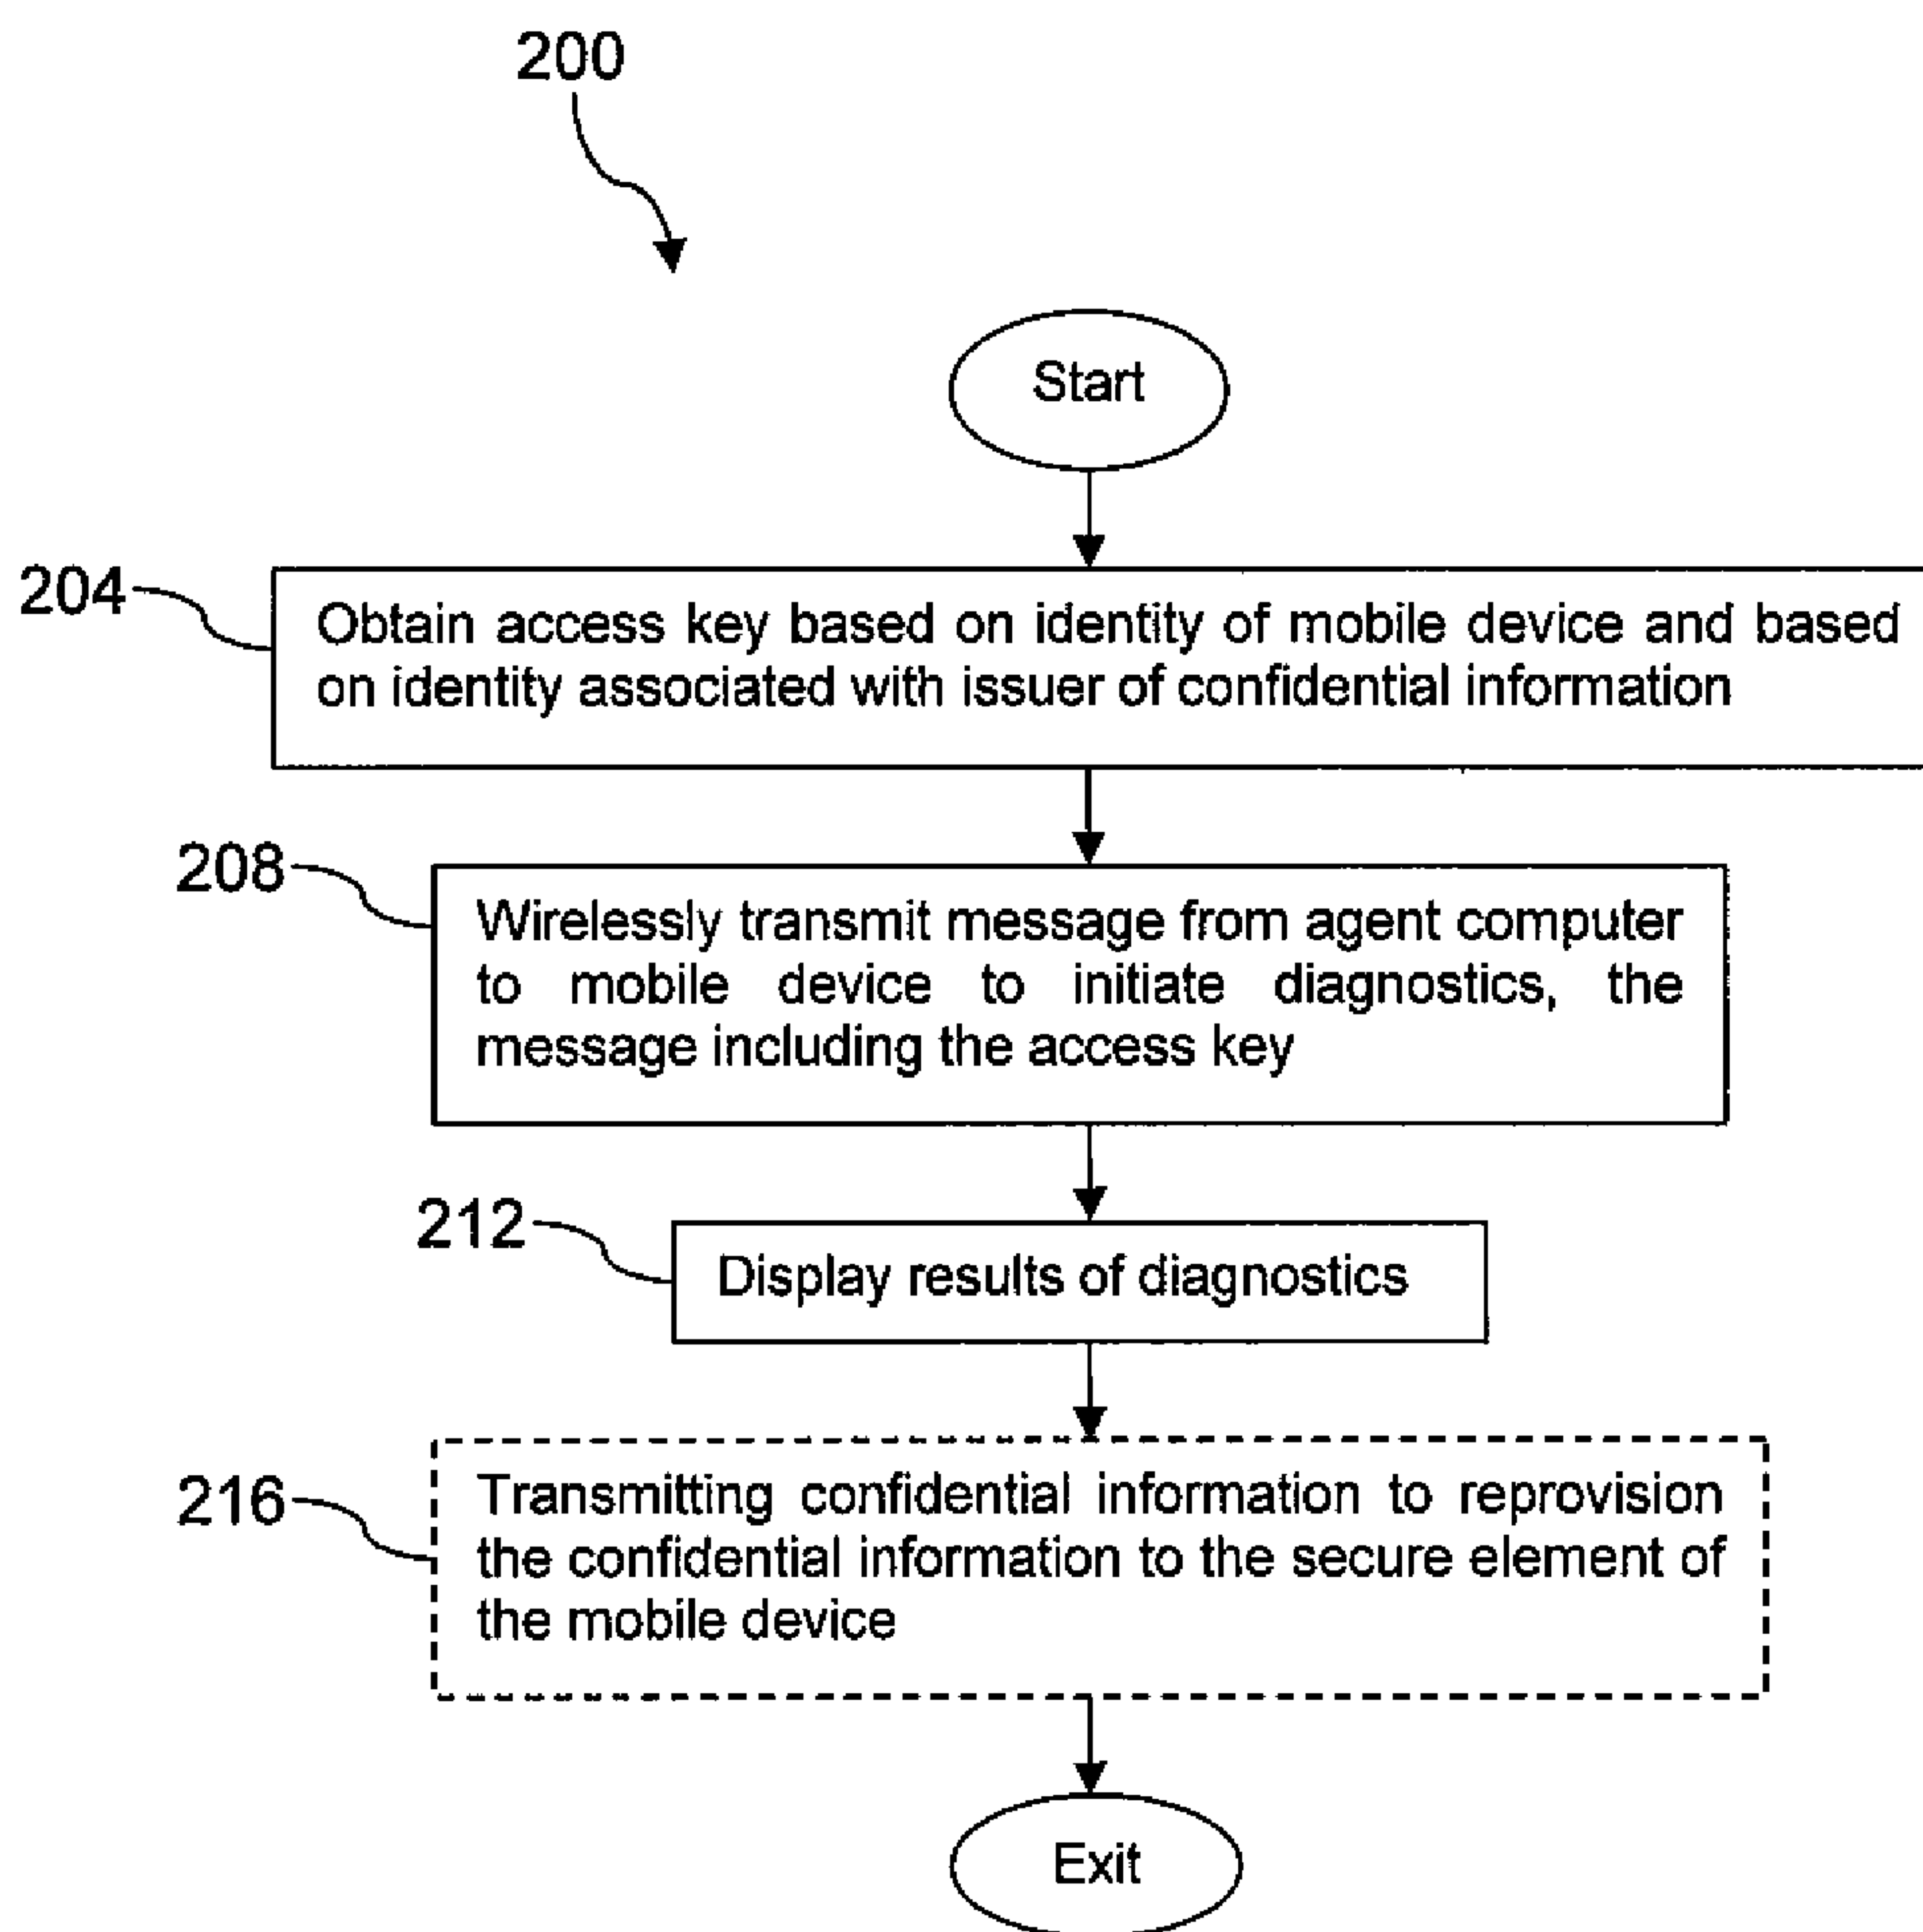 200
Start
204
Obtain access key based on identity of mobile device and based
on identity associated with issuer of confidential information
208
Wirelessly transmit message from agent computer
to mobile device to initiate diagnostics, the
message including the access key
212
Display results of diagnostics
216
Transmitting confidential information to reprovision
the confidential information to the secure element of
the mobile device
Exit